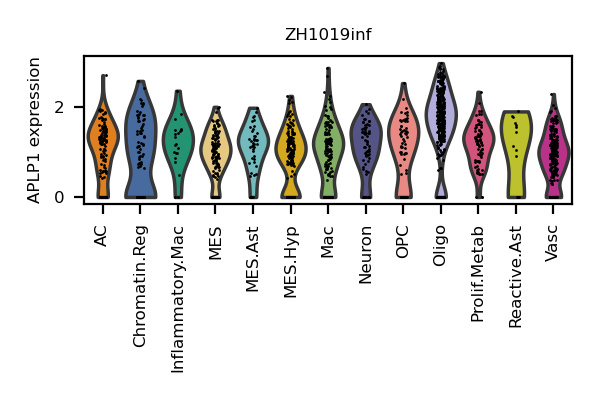 ZH1019inf
APLP1 expression
2
0
AC
Chromatin.Reg
Inflammatory.Mac
MES
MES.Ast
MES.Hyp
Mac
Neuron
OPC
Oligo
Prolif.Metab
Reactive.Ast
Vasc